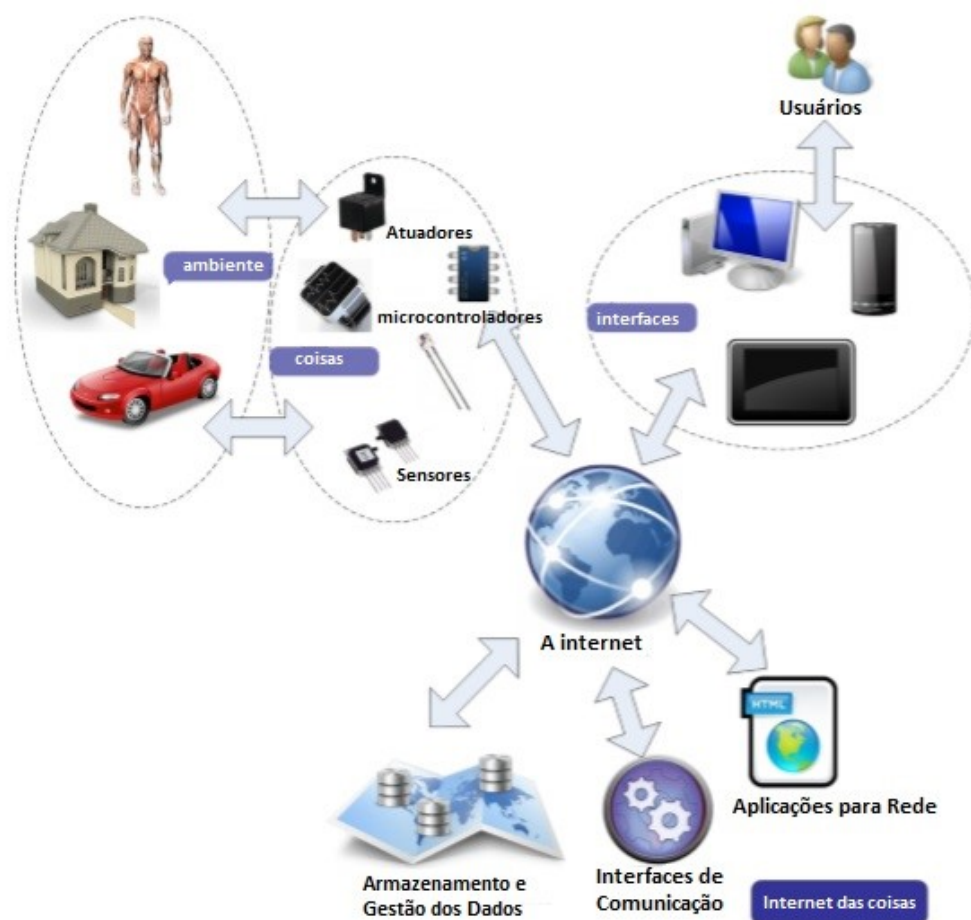 Usuários
Atuadores
ambiente
microcontroladores
interfaces
coisas
Sensores
A internet
HTML
Aplicações para Rede
Armazenamento e
Gestão dos Dados
Interfaces de
Comunicação
Internet das coisas